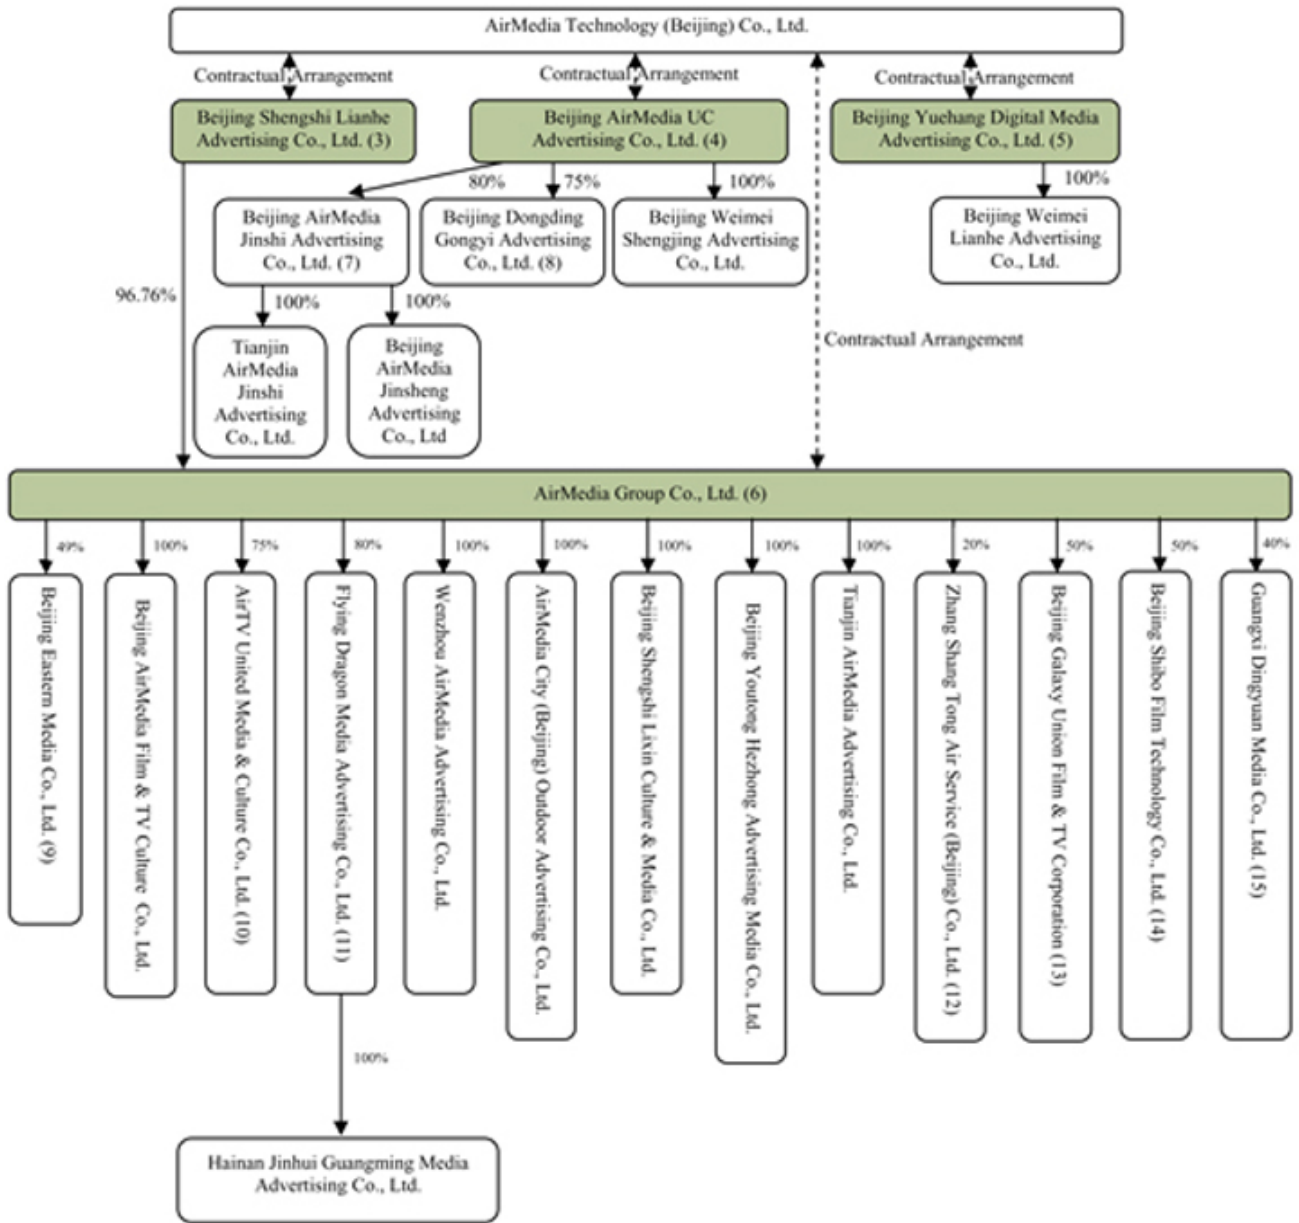 AirMedia Technology (Beijing) Co., Ltd.
Contractual Arrangement
Contractual Arrangement
Contractual Arrangement
Beijing Shengshi Lianhe
Advertising Co., Ltd. (3)
Beijing AirMedia UC
Advertising Co., Ltd. (4)
Beijing Yuehang Digital Media
Advertising Co., Ltd. (5)
80%
75%
100%
100%
Beijing AirMedia
Jinshi Advertising
Co., Ltd. (7)
Beijing Dongding
Gongyi Advertising
Co., Ltd. (8)
Beijing Weimei
Shengjing Advertising
Co., Ltd.
Beijing Weimei
Lianhe Advertising
Co., Ltd.
96.76%
100%
100%
Contractual Arrangement
Tianjin
AirMedia
Jinshi
Advertising
Co., Ltd.
Beijing
AirMedia
Jinsheng
Advertising
Co., Ltd
AirMedia Group Co., Ltd. (6)
49%
100%
75%
80%
100%
100%
100%
100%
100%
20%
50%
50%
40%
Beijing Eastern Media Co., Ltd. (9)
Beijing AirMedia Film & TV Culture Co., Ltd.
AirTV United Media & Culture Co., Ltd. (10)
Flying Dragon Media Advertising Co., Ltd. (11)
Wenzhou AirMedia Advertising Co., Ltd.
AirMedia City (Beijing) Outdoor Advertising Co., Ltd.
Beijing Shengshi Lixin Culture & Media Co., Ltd.
Beijing Youtong Hezhong Advertising Media Co., Ltd.
Tianjin AirMedia Advertising Co., Ltd.
Zhang Shang Tong Air Service (Beijing) Co., Ltd. (12)
Beijing Galaxy Union Film & TV Corporation (13)
Beijing Shibo Film Technology Co., Ltd. (14)
Guangxi Dingyuan Media Co., Ltd. (15)
100%
Hainan Jinhui Guangming Media
Advertising Co., Ltd.